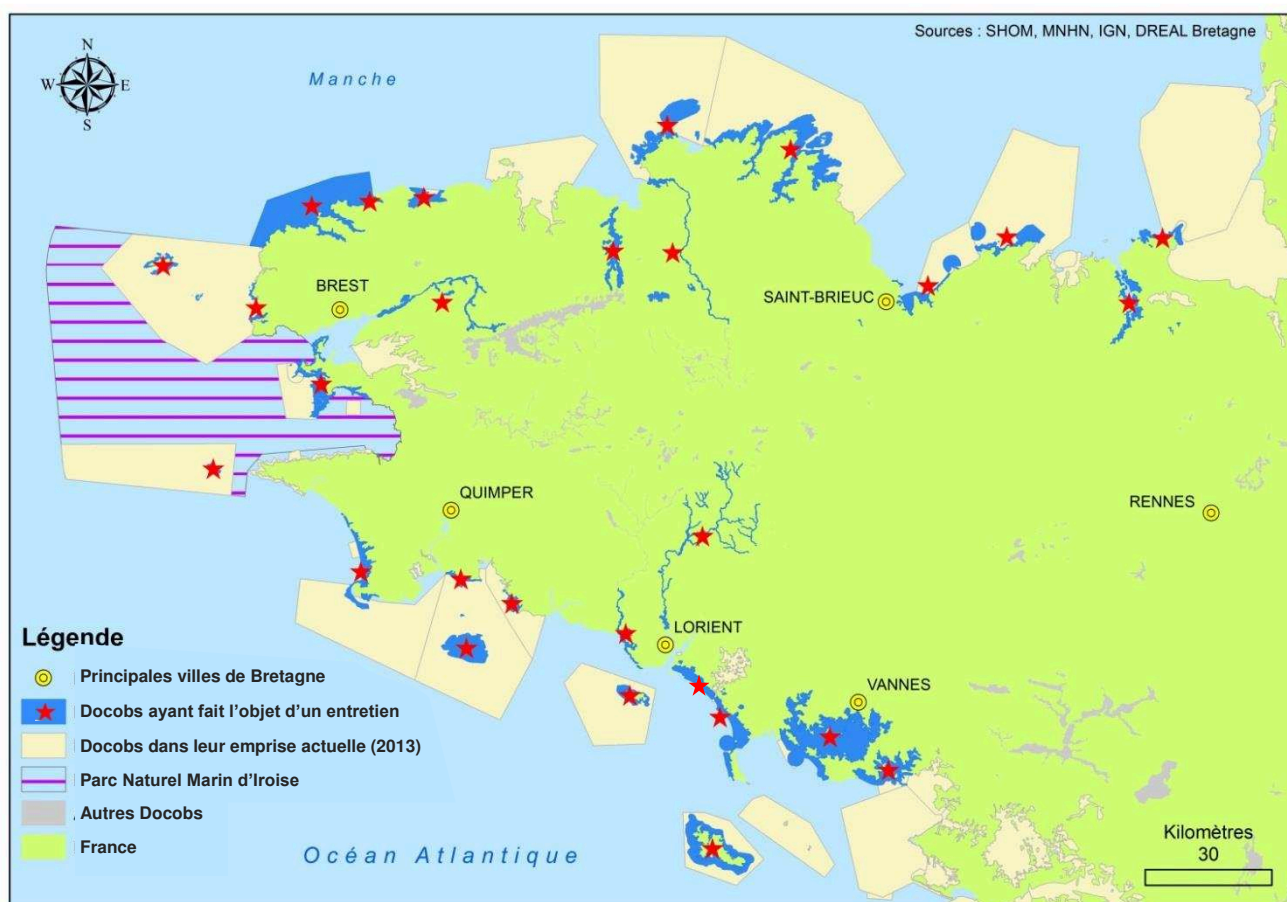 Sources : SHOM, MNHN, IGN, DREAL Bretagne
N
W E
S
Manche
BREST
SAINT-BRIEUC
QUIMPER
RENNES
LORIENT
VANNES
Légende
Principales villes de Bretagne
Docobs ayant fait l’objet d’un entretien
Docobs dans leur emprise actuelle (2013)
Parc Naturel Marin d’Iroise
Autres Docobs
France
Océan Atlantique
Kilomètres
30